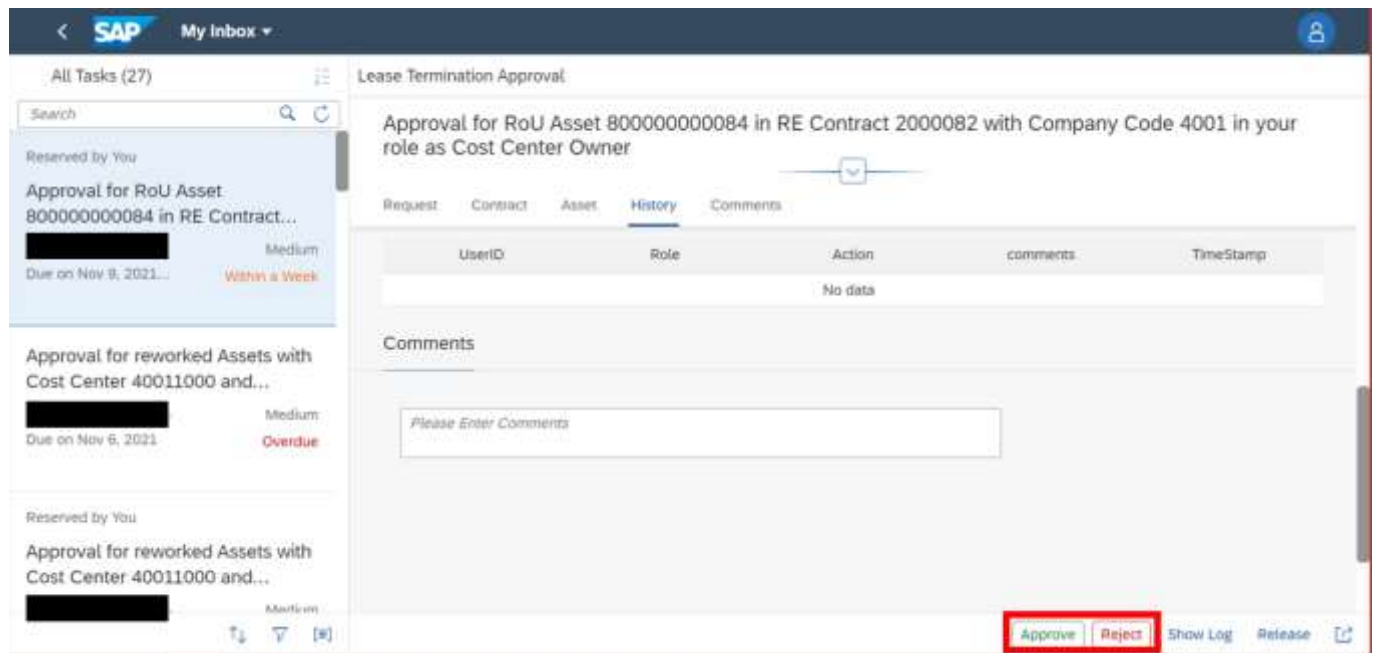 SAP My Inbox
All Tasks (27)
Search
Reserved by You
Approval for RoU Asset
800000000084 in RE Contract...
Medium
Due on Nov 9, 2021... Within a Week
Approval for reworked Assets with
Cost Center 40011000 and...
Medium
Due on Nov 6, 2021 Overdue
Reserved by You
Approval for reworked Assets with
Cost Center 40011000 and...
Medium
Lease Termination Approval
Approval for RoU Asset 800000000084 in RE Contract 2000082 with Company Code 4001 in your
role as Cost Center Owner
Request Contract Asset History Comments
UserID Role Action comments TimeStamp
No data
Comments
Please Enter Comments
Approve Reject Show Log Release